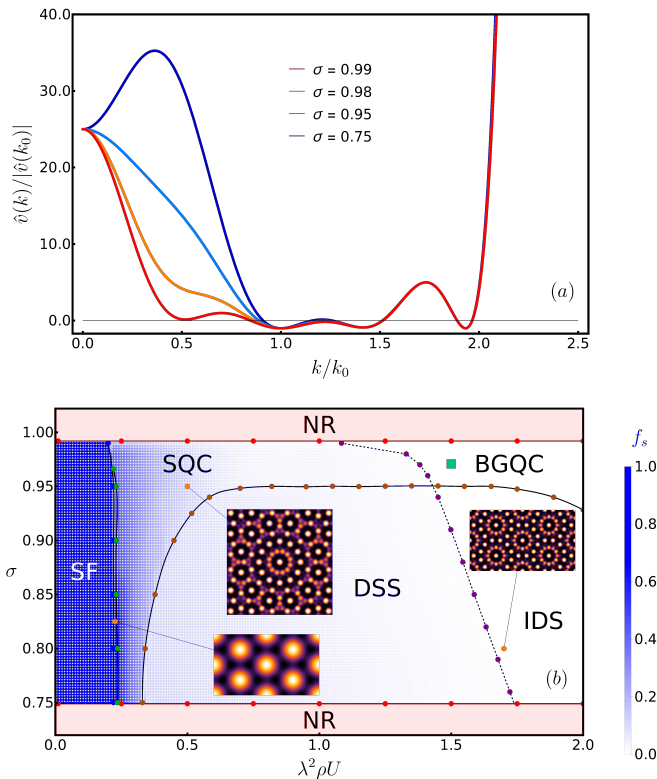 40.0
30.0
20.0
10.0
0.0
v̂(k)/|v̂(k₀)|
σ = 0.99
σ = 0.98
σ = 0.95
σ = 0.75
(a)
0.0 0.5 1.0 1.5 2.0 2.5
k/k₀
NR
1.00
0.95
0.90
0.85
0.80
0.75
σ
SQC
BGQC
SF
DSS
IDS
(b)
NR
0.0 0.5 1.0 1.5 2.0
λ²ρU
fₛ
1.0
0.8
0.6
0.4
0.2
0.0